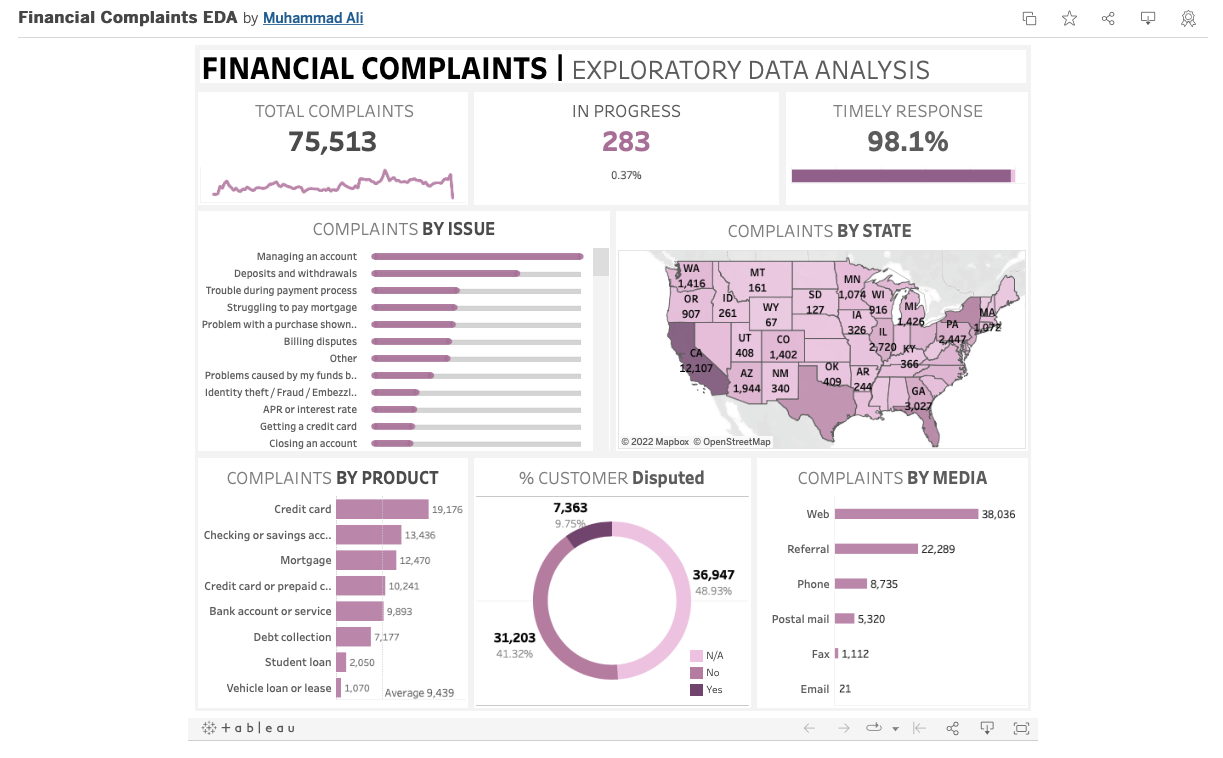 Financial Complaints EDA by Muhammad Ali
FINANCIAL COMPLAINTS | EXPLORATORY DATA ANALYSIS
TOTAL COMPLAINTS
75,513
IN PROGRESS
283
0.37%
TIMELY RESPONSE
98.1%
COMPLAINTS BY ISSUE
Managing an account
Deposits and withdrawals
Trouble during payment process
Struggling to pay mortgage
Problem with a purchase shown..
Billing disputes
Other
Problems caused by my funds b..
Identity theft / Fraud / Embezzl..
APR or interest rate
Getting a credit card
Closing an account
COMPLAINTS BY STATE
WA
1,416
MT
161
MN
1,074
OR
907
ID
261
WY
67
SD
127
WI
916
MI
1,426
IA
326
MA
1,972
PA
2,447
UT
408
CO
1,402
IL
2,720
KY
366
CA
12,107
AZ
1,944
NM
340
OK
409
AR
244
GA
3,027
© 2022 Mapbox © OpenStreetMap
COMPLAINTS BY PRODUCT
Credit card 19,176
Checking or savings acc.. 13,436
Mortgage 12,470
Credit card or prepaid c.. 10,241
Bank account or service 9,893
Debt collection 7,177
Student loan 2,050
Vehicle loan or lease 1,070
Average 9,439
% CUSTOMER Disputed
7,363
9.75%
36,947
48.93%
31,203
41.32%
N/A
No
Yes
COMPLAINTS BY MEDIA
Web 38,036
Referral 22,289
Phone 8,735
Postal mail 5,320
Fax 1,112
Email 21
+ a b | e a u